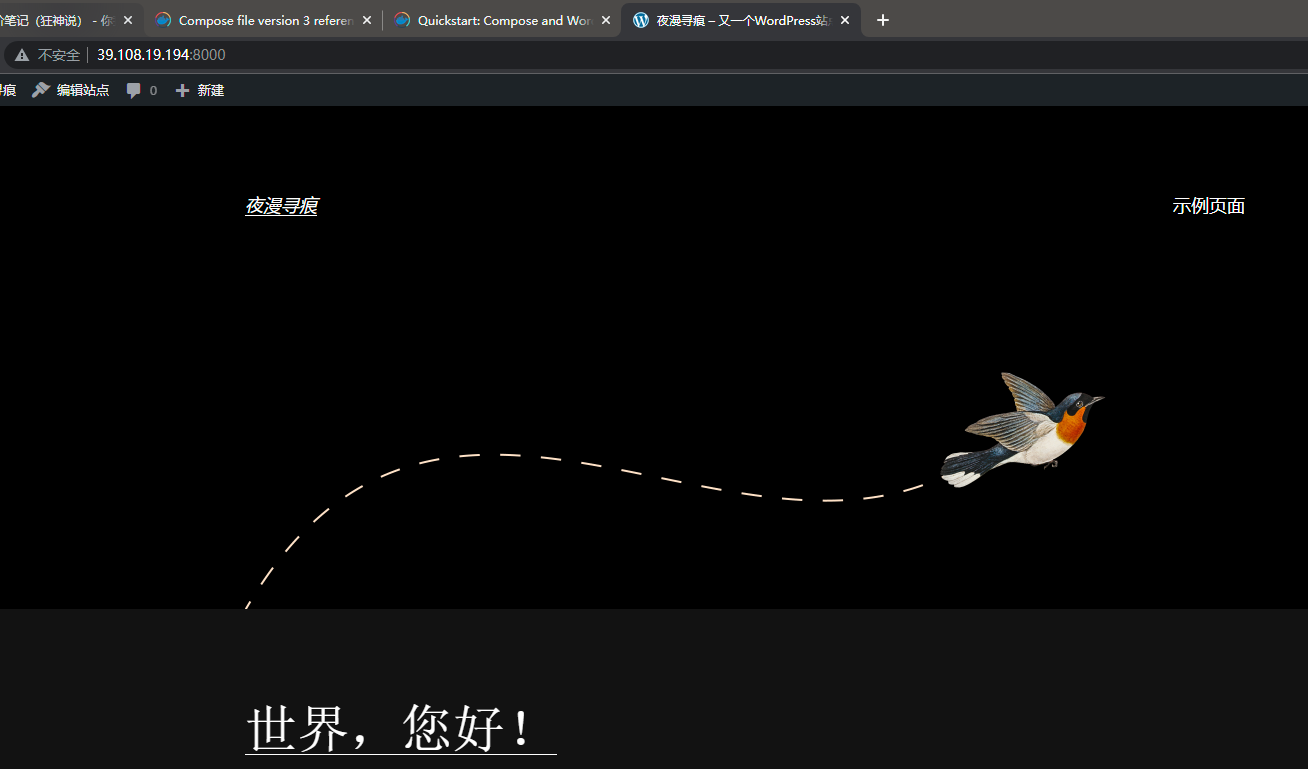 介笔记（狂神说） - 你
Compose file version 3 referen
Quickstart: Compose and Wor
夜漫寻痕 – 又一个WordPress站
不安全 39.108.19.194:8000
寻痕 编辑站点 0 新建
夜漫寻痕 示例页面
世界，您好！